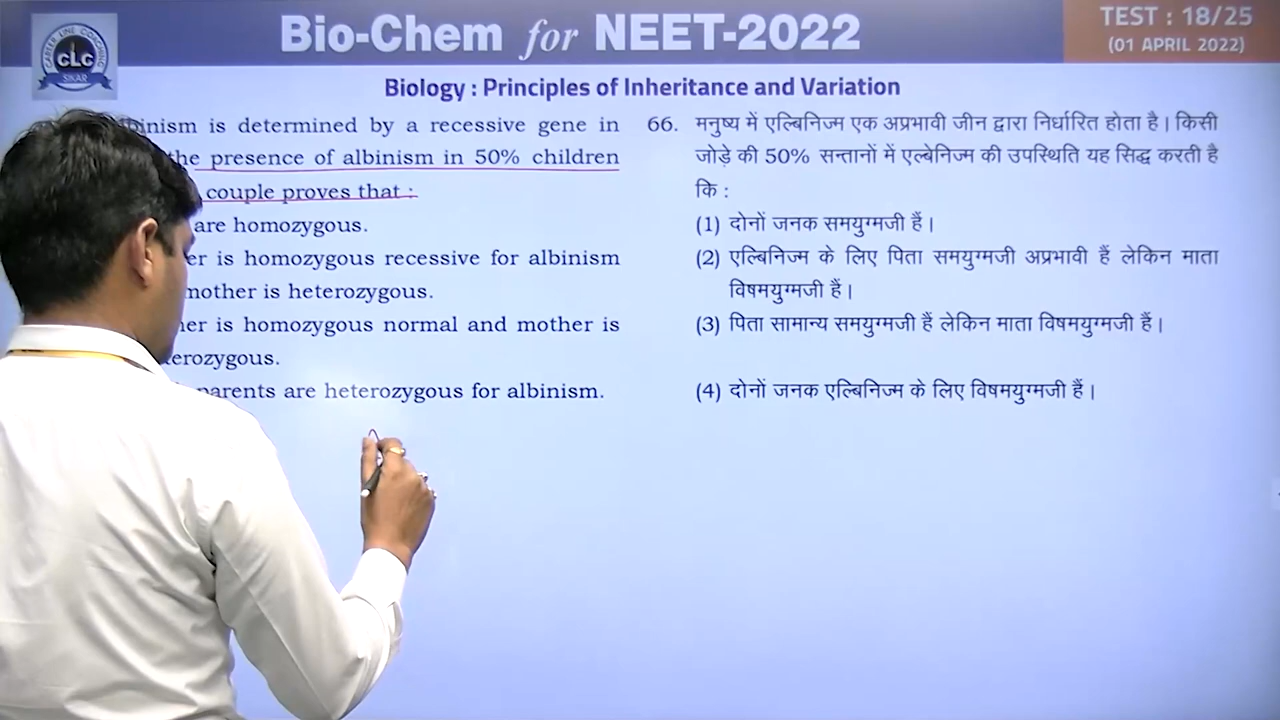 Bio-Chem for NEET-2022
TEST : 18/25
(01 APRIL 2022)
CAREER LINE COACHING
CLC
SIKAR
Biology : Principles of Inheritance and Variation
is determined by a recessive gene in
the presence of albinism in 50% children
couple proves that :
are homozygous.
is homozygous recessive for albinism
mother is heterozygous.
is homozygous normal and mother is
parents are heterozygous for albinism.
66. मनुष्य में एल्बिनिज्म एक अप्रभावी जीन द्वारा निर्धारित होता है। किसी
जोड़े की 50% सन्तानों में एल्बेनिज्म की उपस्थिति यह सिद्ध करती है
कि :
(1) दोनों जनक समयुग्मजी हैं।
(2) एल्बिनिज्म के लिए पिता समयुग्मजी अप्रभावी हैं लेकिन माता
विषमयुग्मजी हैं।
(3) पिता सामान्य समयुग्मजी हैं लेकिन माता विषमयुग्मजी हैं।
(4) दोनों जनक एल्बिनिज्म के लिए विषमयुग्मजी हैं।